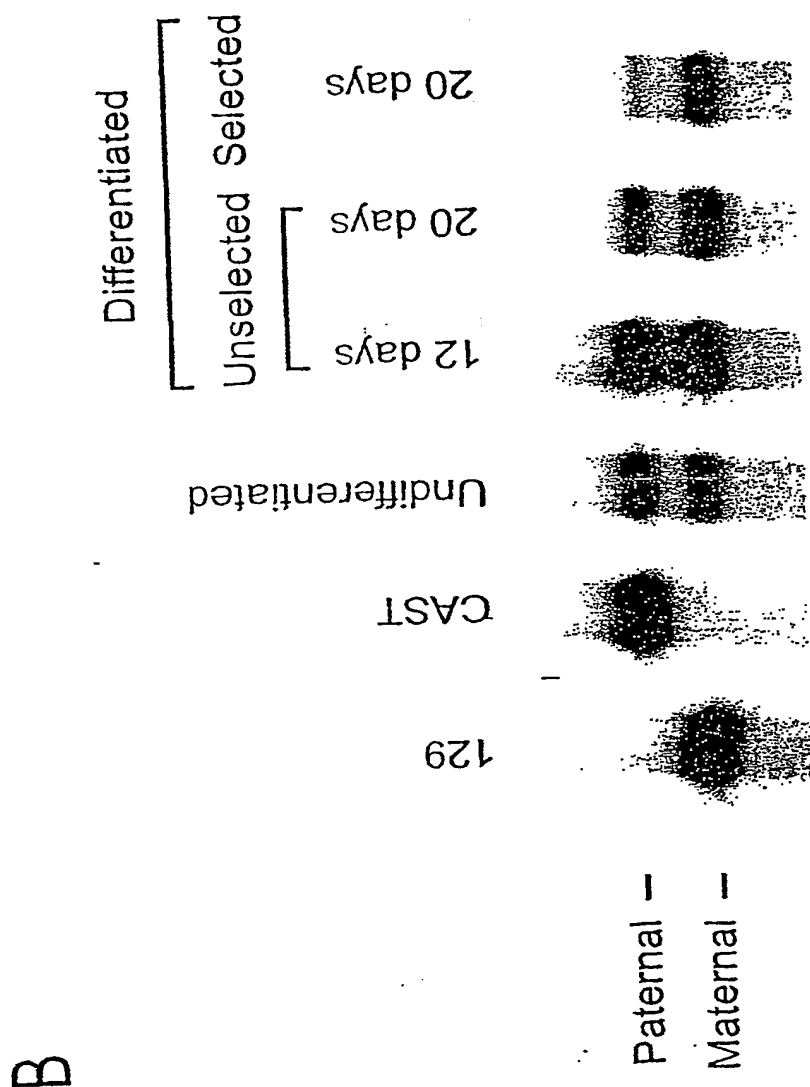 B
Differentiated
Unselected Selected
129
CAST
Undifferentiated
12 days
20 days
20 days
Paternal –
Maternal –